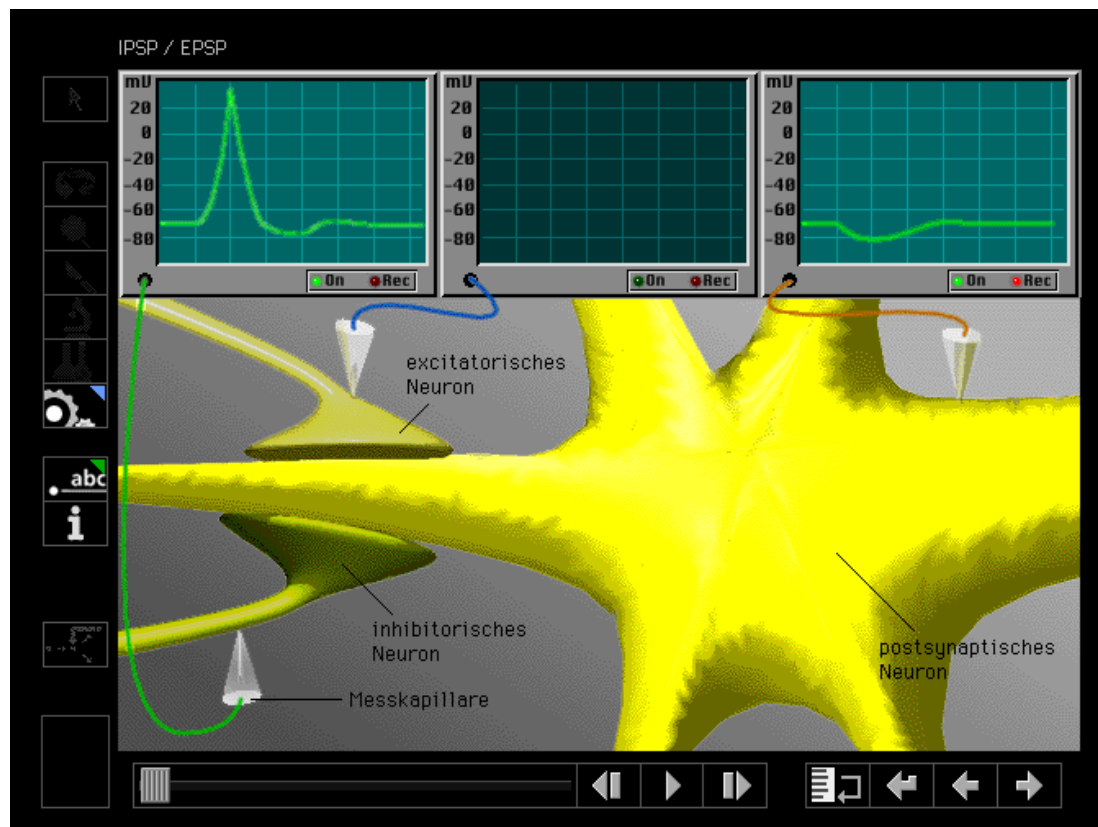 IPSP / EPSP
mV
20
0
-20
-40
-60
-80
On Rec
mV
20
0
-20
-40
-60
-80
On Rec
mV
20
0
-20
-40
-60
-80
On Rec
excitatorisches
Neuron
abc
i
inhibitorisches
Neuron
postsynaptisches
Neuron
Messkapillare